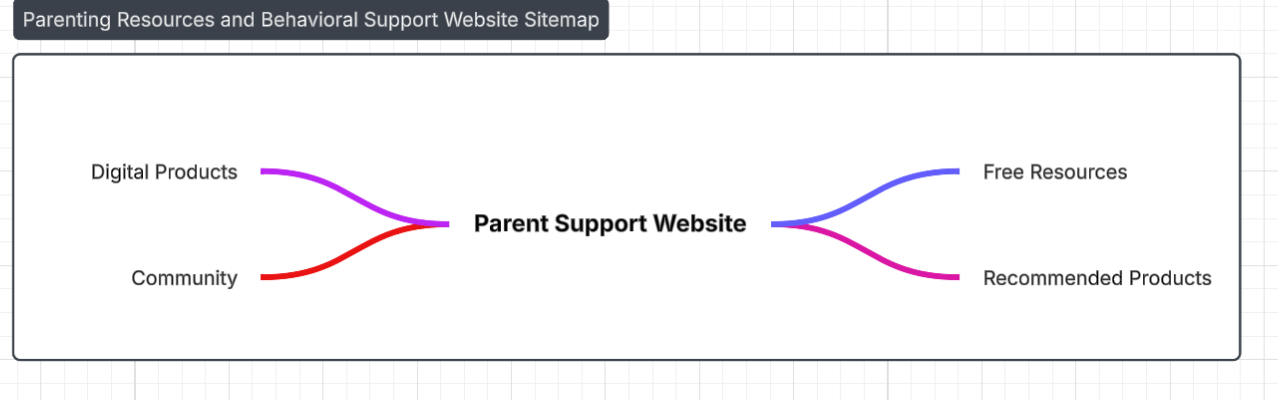 Parenting Resources and Behavioral Support Website Sitemap
Digital Products
Free Resources
Parent Support Website
Community
Recommended Products